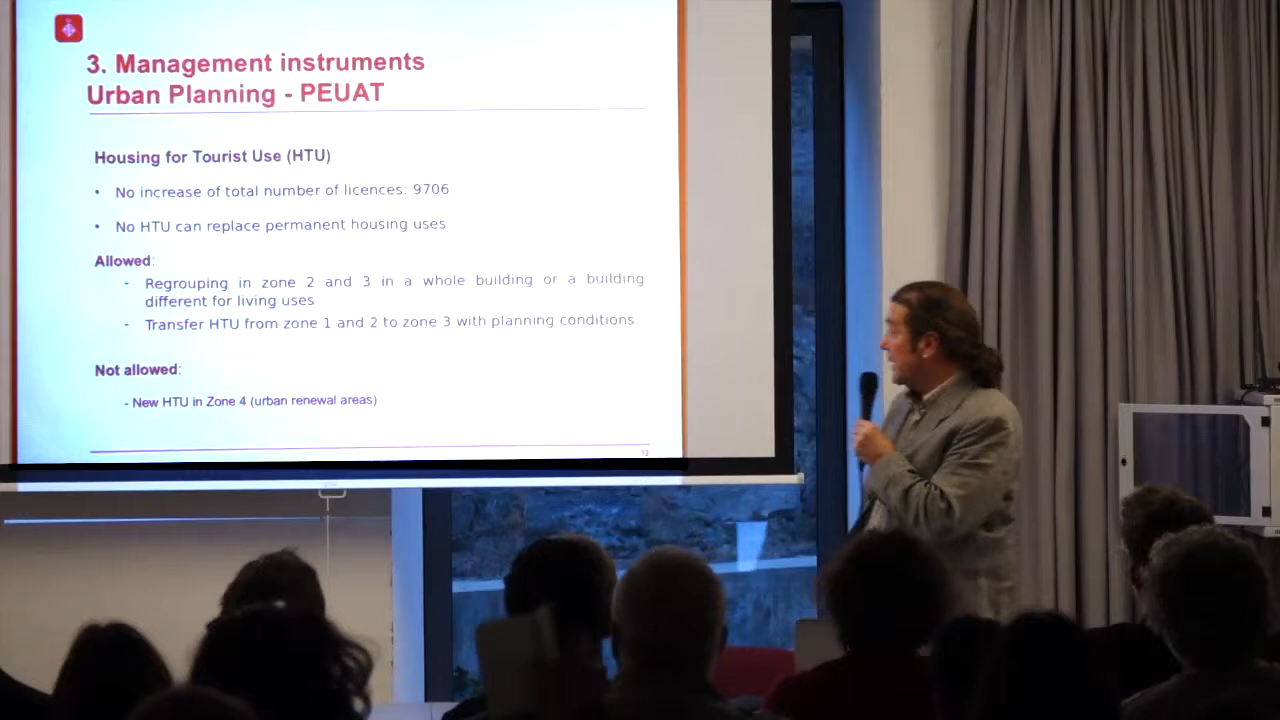 3. Management instruments
Urban Planning - PEUAT
Housing for Tourist Use (HTU)
• No increase of total number of licences: 9706
• No HTU can replace permanent housing uses
Allowed:
- Regrouping in zone 2 and 3 in a whole building or a building
different for living uses
- Transfer HTU from zone 1 and 2 to zone 3 with planning conditions.
Not allowed:
- New HTU in Zone 4 (urban renewal areas)